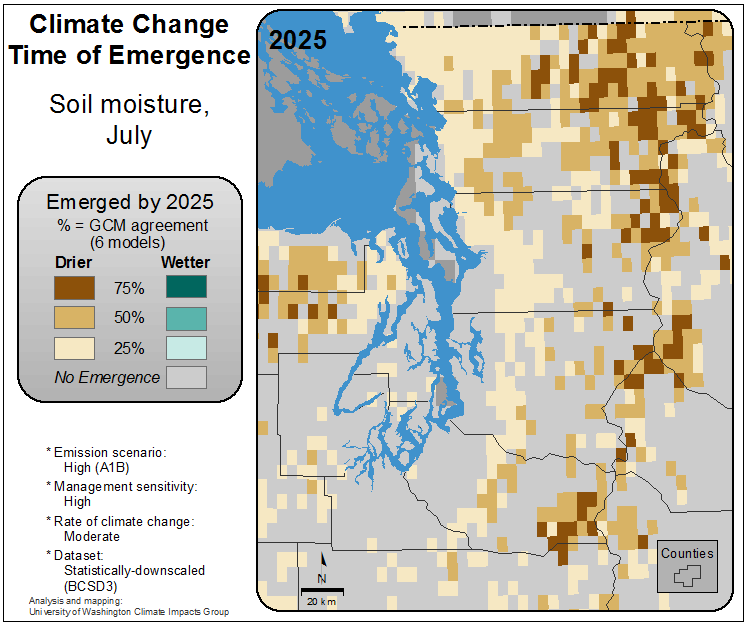 Climate Change
Time of Emergence
Soil moisture,
July
Emerged by 2025
% = GCM agreement
(6 models)
Drier Wetter
75%
50%
25%
No Emergence
* Emission scenario:
High (A1B)
* Management sensitivity:
High
* Rate of climate change:
Moderate
* Dataset:
Statistically-downscaled
(BCSD3)
Analysis and mapping:
University of Washington Climate Impacts Group
2025
N
20 km
Counties